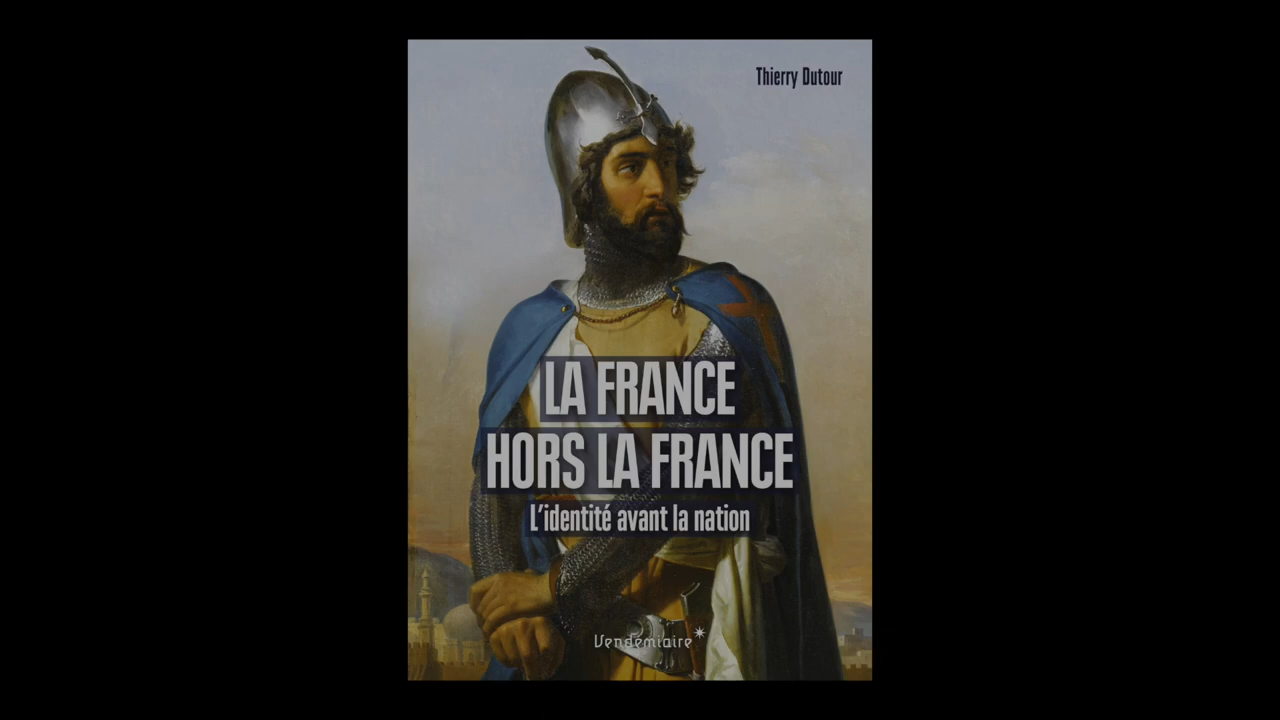 Thierry Dutour
LA FRANCE
HORS LA FRANCE
L'identité avant la nation
Vendémiaire